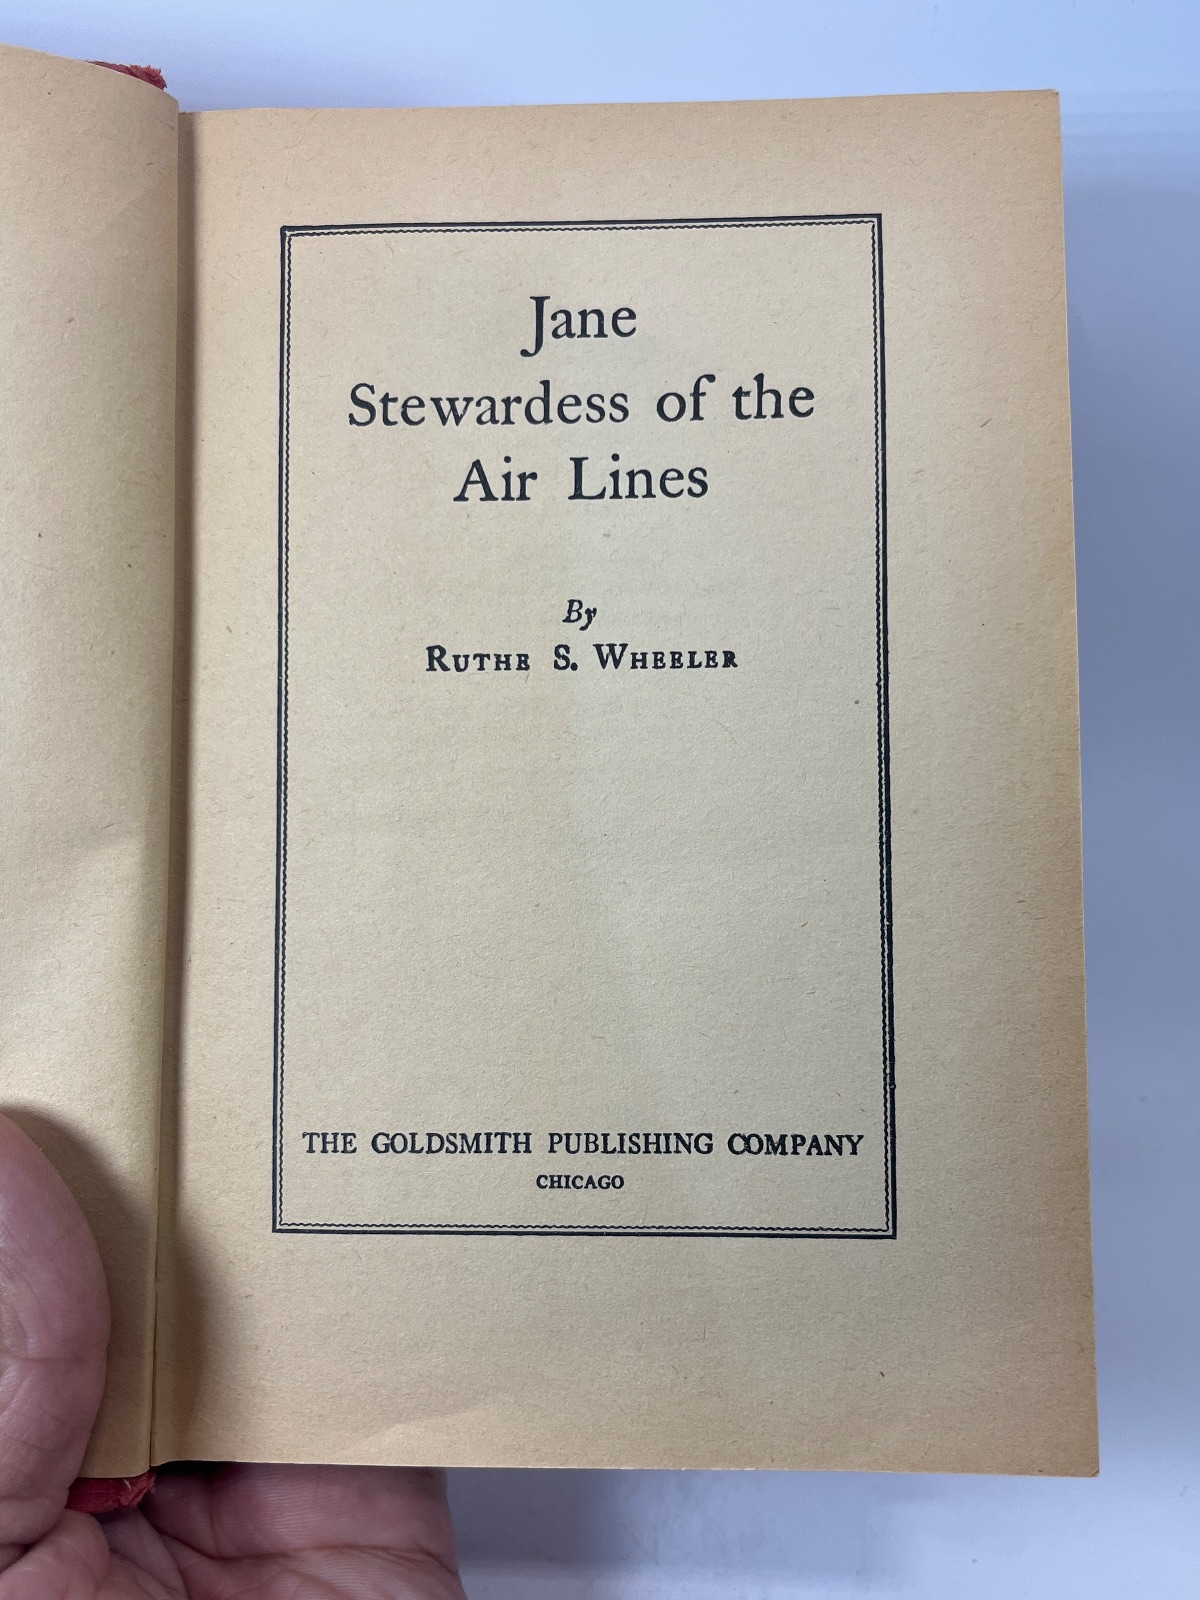 Jane
Stewardess of the
Air Lines
By
RUTHE S. WHEELER
THE GOLDSMITH PUBLISHING COMPANY
CHICAGO